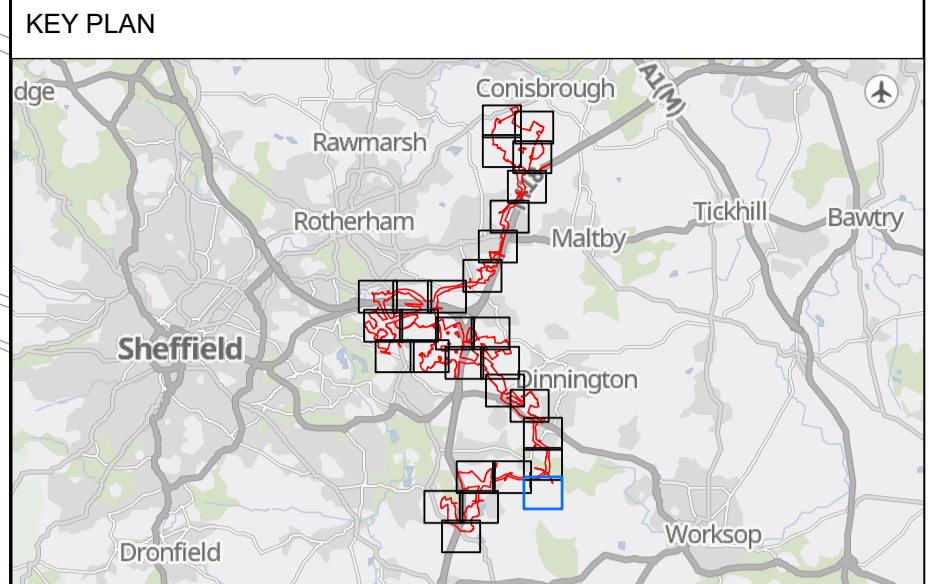 KEY PLAN
dge
Conisbrough
A1(M)
Rawmarsh
Rotherham
Tickhill
Bawtry
Maltby
Sheffield
Dinnington
Worksop
Dronfield